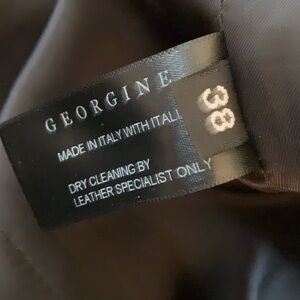 GEORGINE
38
MADE IN ITALY WITH ITALI
DRY CLEANING BY
LEATHER SPECIALIST ONLY